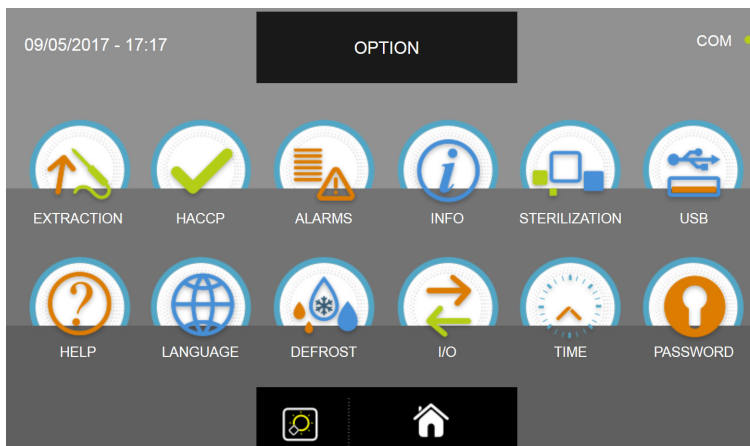 09/05/2017 - 17:17
OPTION
COM
EXTRACTION
HACCP
ALARMS
INFO
STERILIZATION
USB
HELP
LANGUAGE
DEFROST
I/O
TIME
PASSWORD